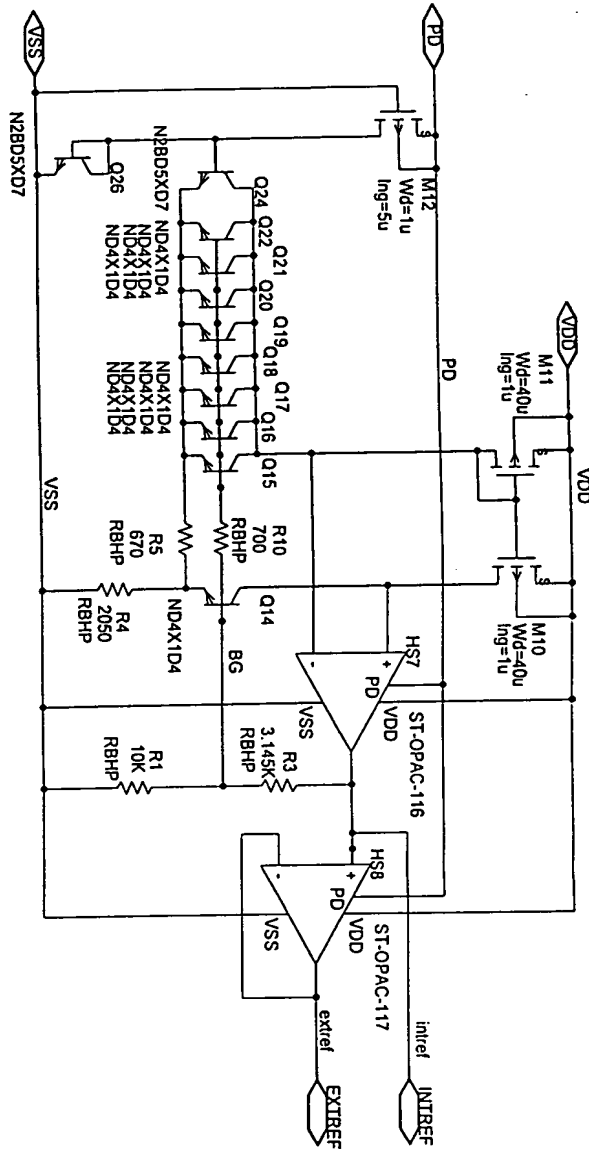 VSS
PD
VDD
M12
Wd=1u
lng=5u
PD
M11
Wd=40u
lng=1u
VDD
M10
Wd=40u
lng=1u
Q26
N2BD5XD7
N2BD5XD7
Q24
Q22
Q21
Q20
Q19
Q18
Q17
Q16
Q15
ND4X1D4
ND4X1D4
ND4X1D4
ND4X1D4
ND4X1D4
ND4X1D4
ND4X1D4
ND4X1D4
VSS
R10
700
RBHP
R5
670
RBHP
Q14
ND4X1D4
R4
2050
RBHP
BG
HS7
+
-
PD
VDD
VSS
ST-OPAC-116
R3
3.145K
RBHP
R1
10K
RBHP
HS8
+
-
PD
VDD
VSS
ST-OPAC-117
intref
INTREF
extref
EXTREF